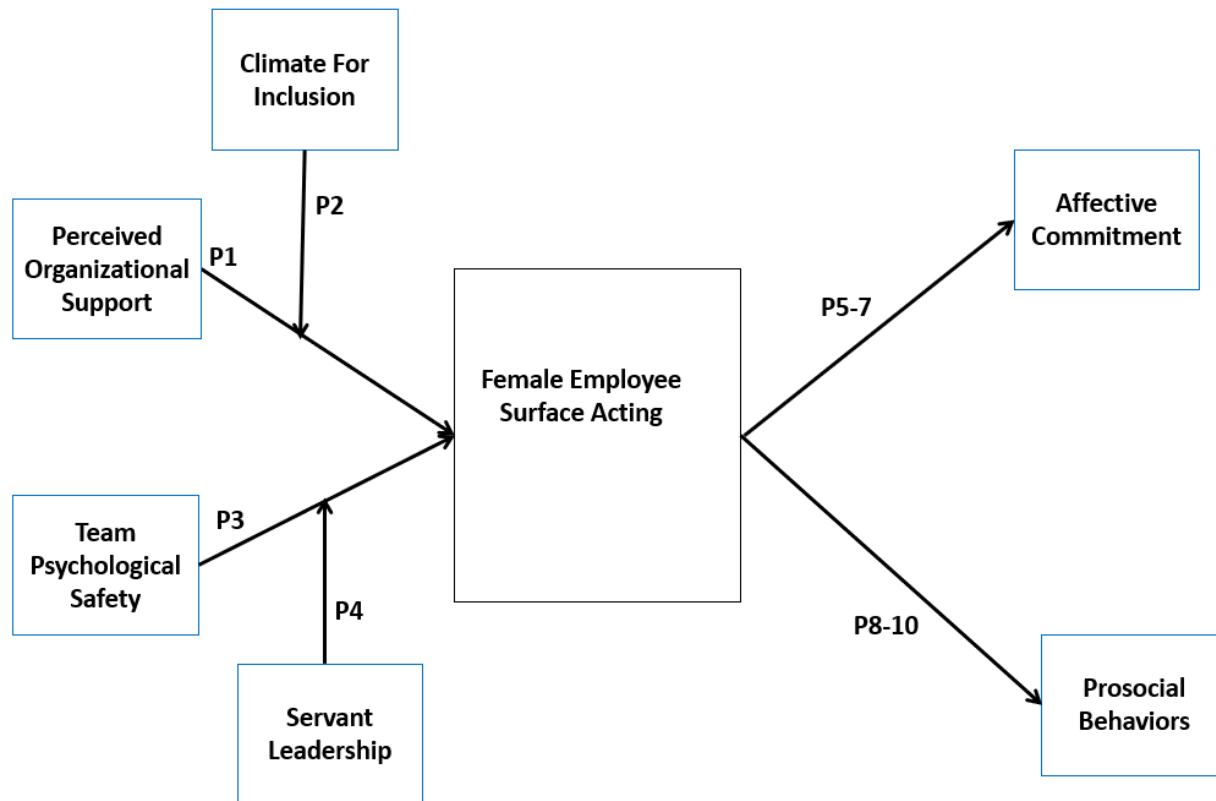 Climate For
Inclusion
P2
Perceived
Organizational
Support
P1
Affective
Commitment
P5-7
Female Employee
Surface Acting
Team
Psychological
Safety
P3
P4
Servant
Leadership
P8-10
Prosocial
Behaviors